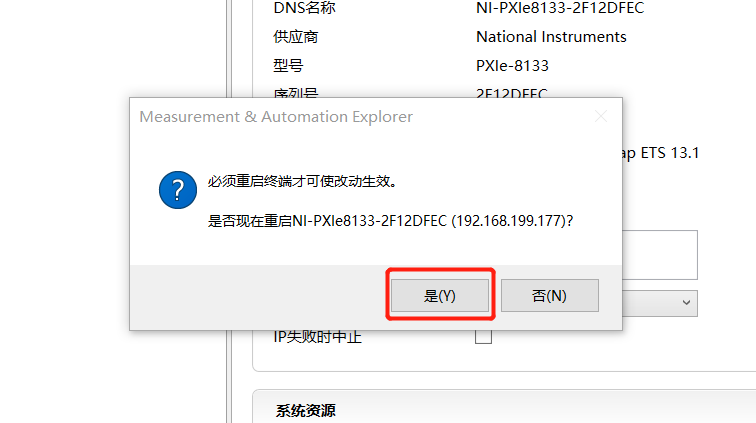 DNS名称 NI-PXIe8133-2F12DFEC
供应商 National Instruments
型号 PXIe-8133
序列号 2F12DFEC
Measurement & Automation Explorer
ap ETS 13.1
必须重启终端才可使改动生效。
是否现在重启NI-PXIe8133-2F12DFEC (192.168.199.177)?
是(Y) 否(N)
IP失败时中止
系统资源